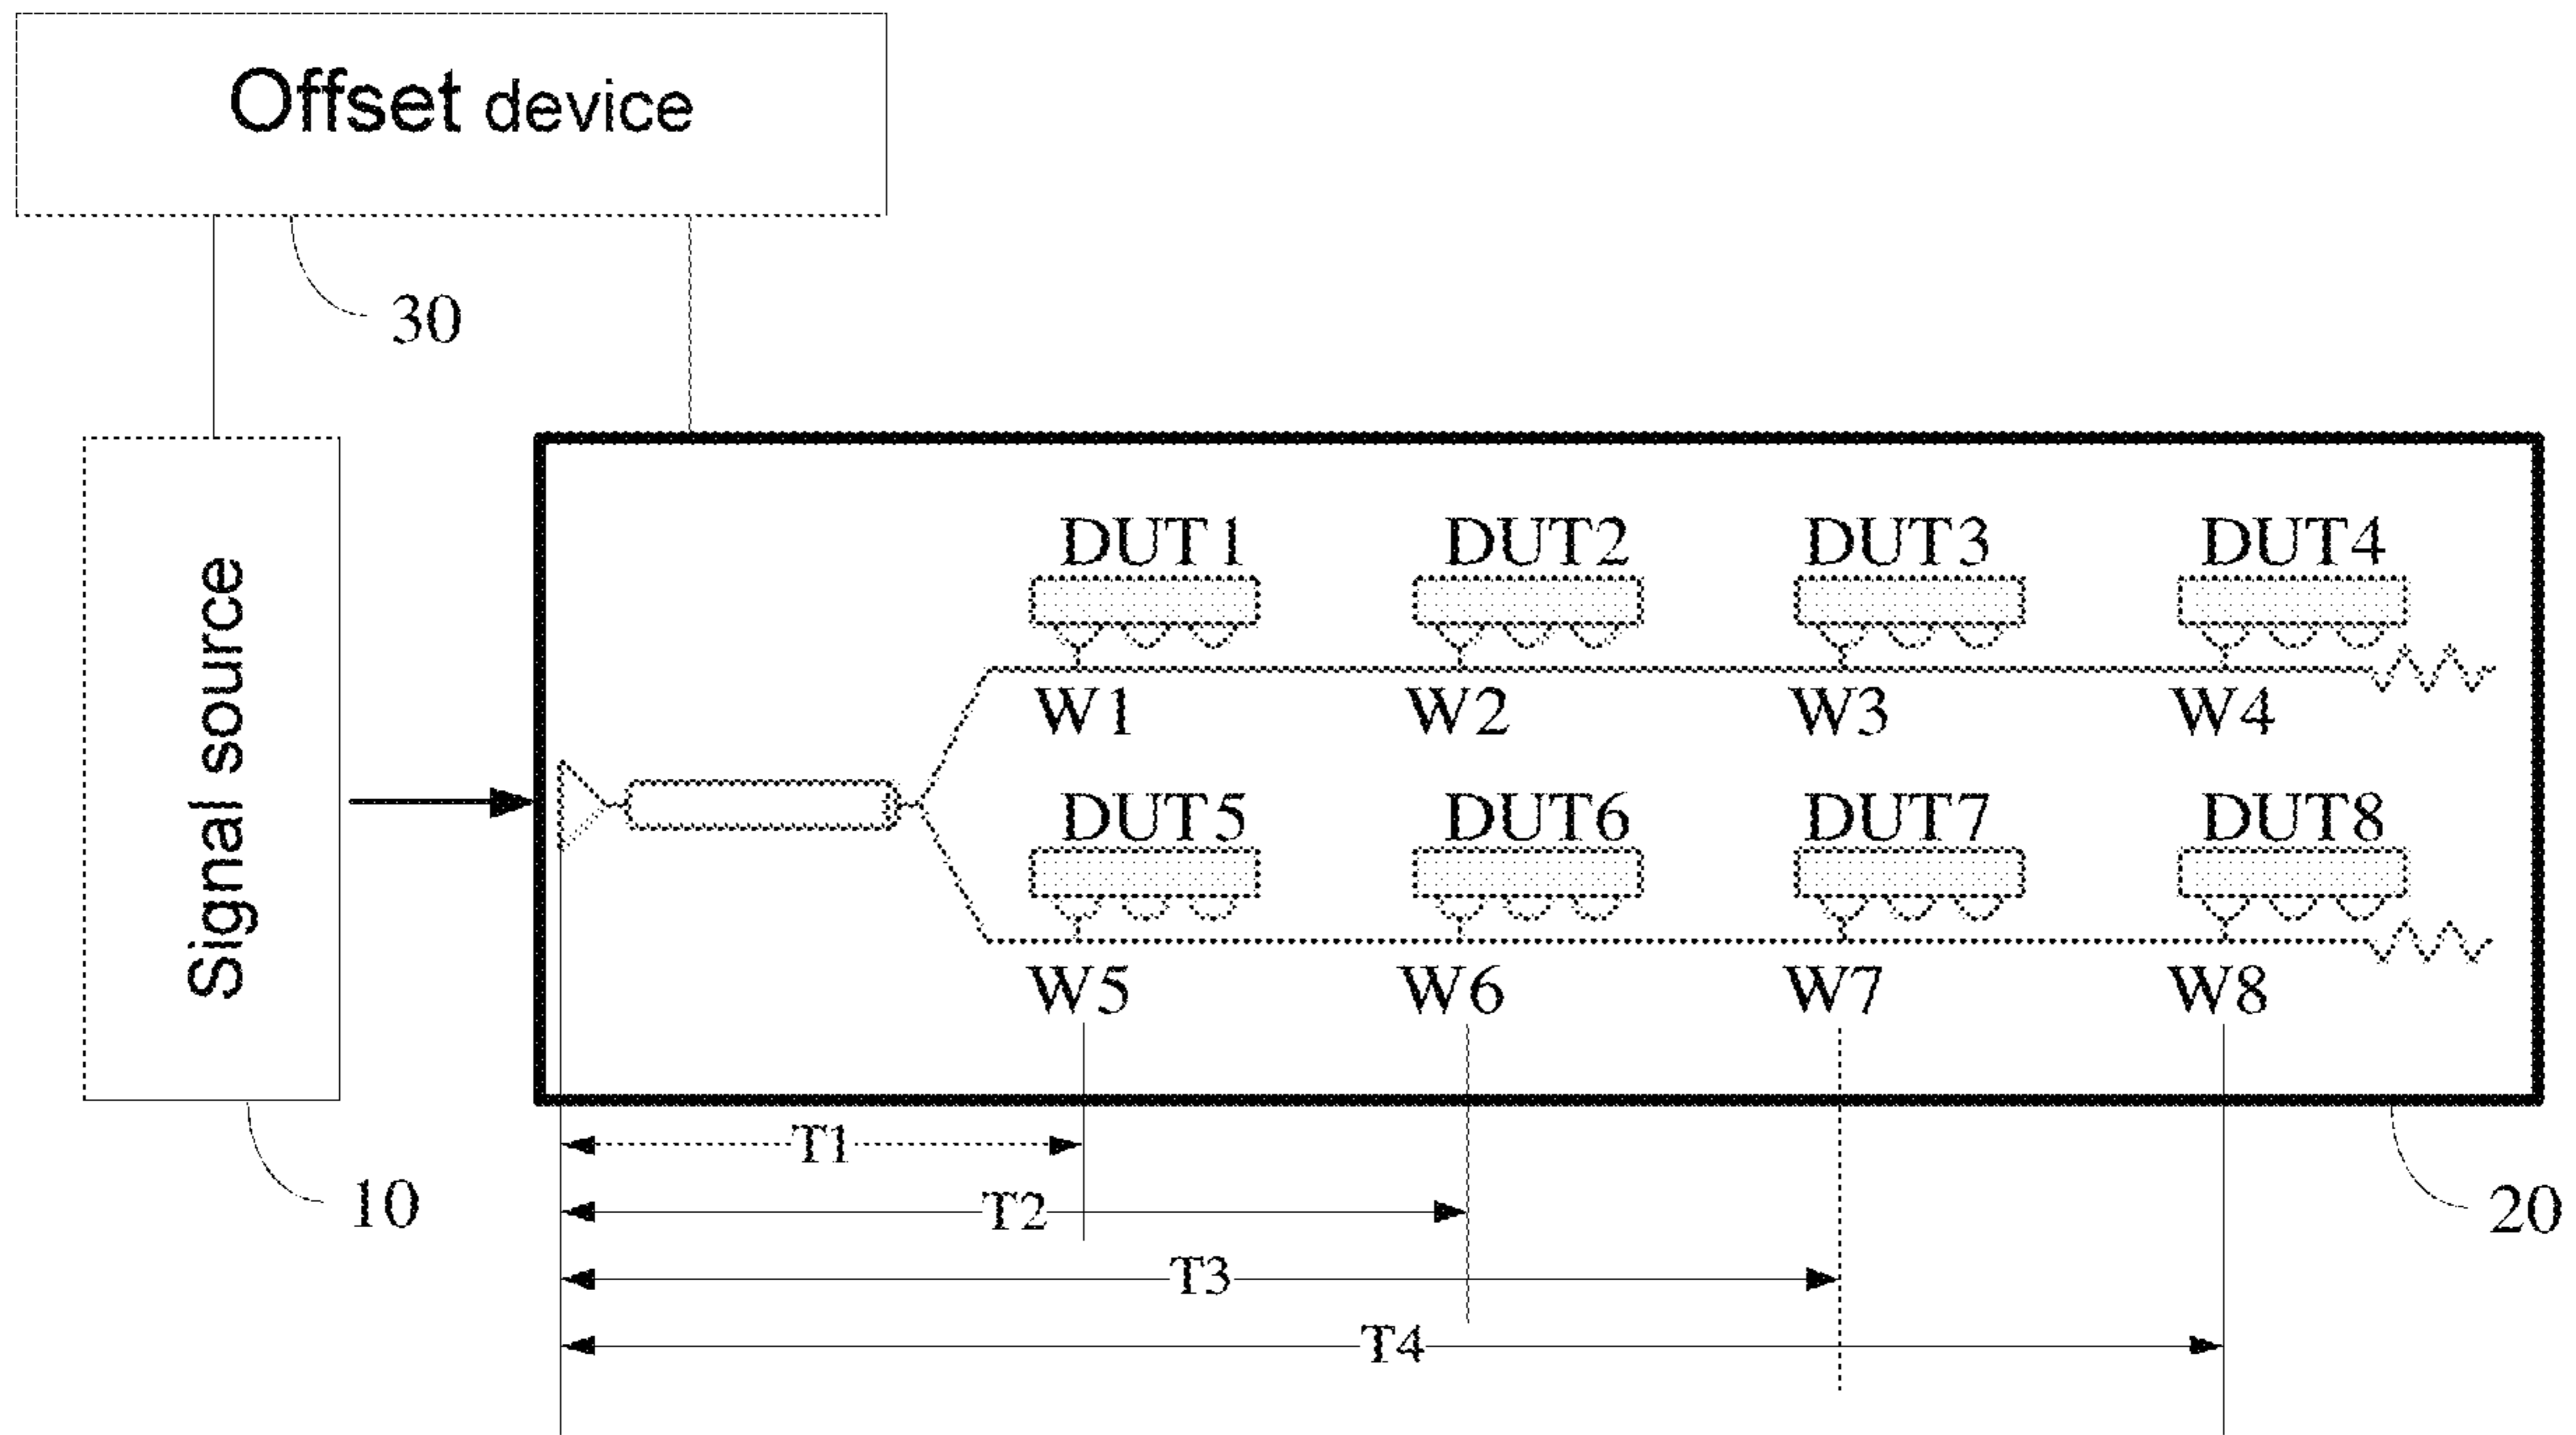 Offset device
30
Signal source
10
DUT1 DUT2 DUT3 DUT4
W1 W2 W3 W4
DUT5 DUT6 DUT7 DUT8
W5 W6 W7 W8
T1
T2
T3
T4
20